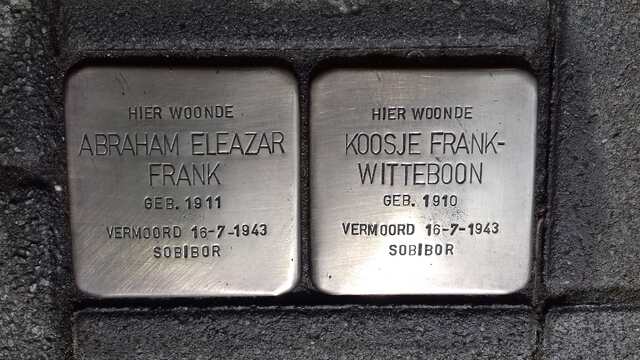 HIER WOONDE
ABRAHAM ELEAZAR
FRANK
GEB. 1911
VERMOORD 16-7-1943
SOBIBOR
HIER WOONDE
KOOSJE FRANK-
WITTEBOON
GEB. 1910
VERMOORD 16-7-1943
SOBIBOR